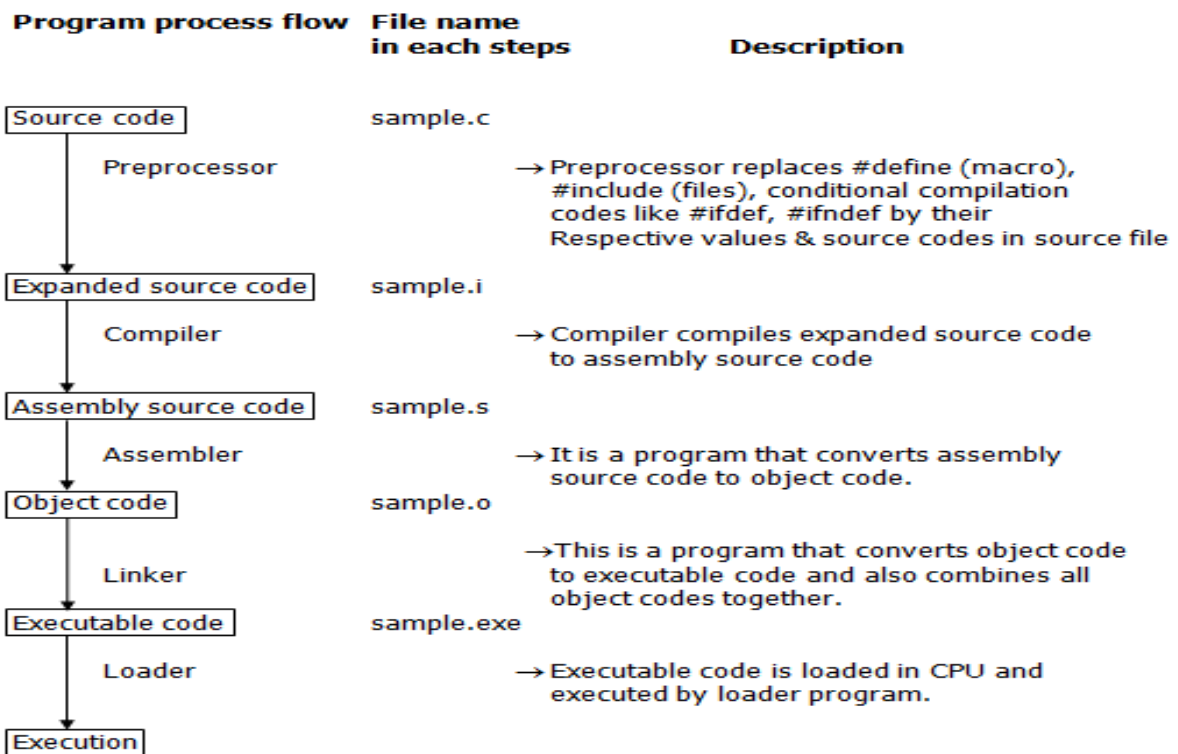 Program process flow File name
in each steps Description
Source code sample.c
Preprocessor → Preprocessor replaces #define (macro),
#include (files), conditional compilation
codes like #ifdef, #ifndef by their
Respective values & source codes in source file
Expanded source code sample.i
Compiler → Compiler compiles expanded source code
to assembly source code
Assembly source code sample.s
Assembler → It is a program that converts assembly
source code to object code.
Object code sample.o
→This is a program that converts object code
Linker to executable code and also combines all
object codes together.
Executable code sample.exe
Loader → Executable code is loaded in CPU and
executed by loader program.
Execution